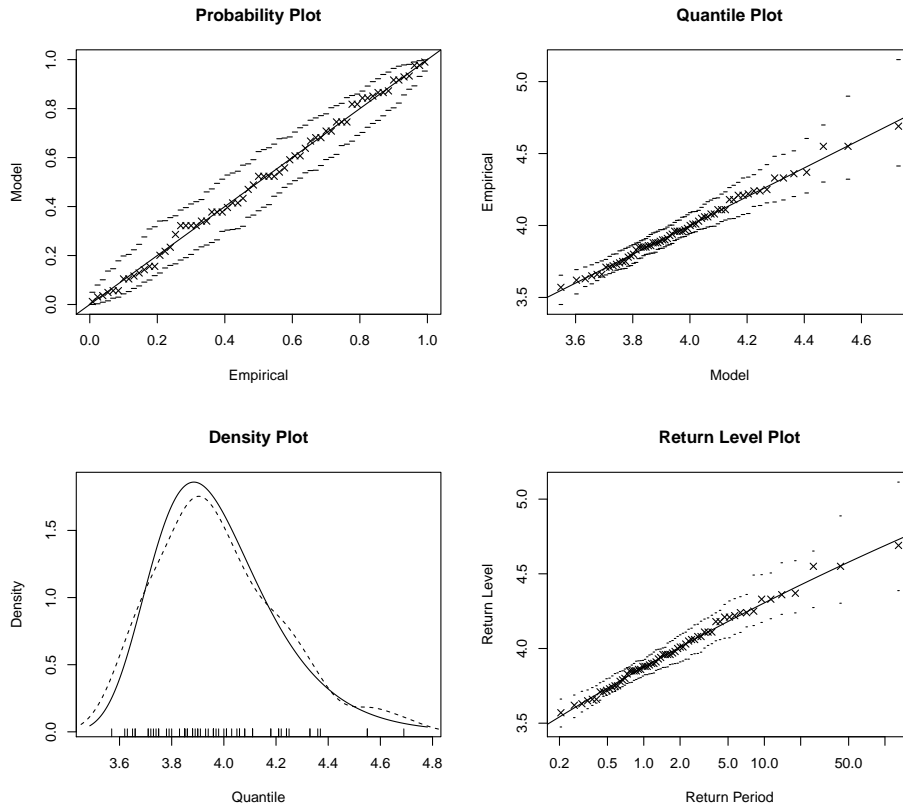 Probability Plot
Model
0.0 0.2 0.4 0.6 0.8 1.0
0.0 0.2 0.4 0.6 0.8 1.0
Empirical
Quantile Plot
Empirical
3.5 4.0 4.5 5.0
3.6 3.8 4.0 4.2 4.4 4.6
Model
Density Plot
Density
0.0 0.5 1.0 1.5
3.6 3.8 4.0 4.2 4.4 4.6 4.8
Quantile
Return Level Plot
Return Level
3.5 4.0 4.5 5.0
0.2 0.5 1.0 2.0 5.0 10.0 50.0
Return Period